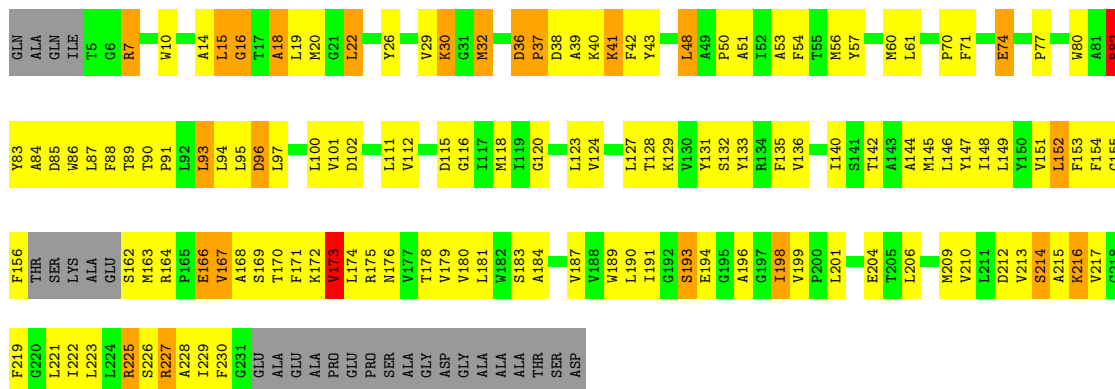 GLN ALA GLN ILE T5 G6 R7 W10 A14 L15 G16 T17 A18 L19 M20 G21 L22 Y26 V29 K30 G31 M32 D36 P37 D38 A39 K40 K41 F42 Y43 L48 A49 P50 A51 I52 A53 F54 T55 M56 Y57 M60 L61 P70 F71 E74 P77 W80 A81
Y83 A84 D85 W86 L87 F88 T89 T90 P91 L92 L93 L94 L95 D96 L97 L100 V101 D102 L111 V112 D115 G116 I117 M118 I119 G120 L123 V124 L127 T128 K129 V130 Y131 S132 Y133 R134 F135 V136 I140 S141 T142 A143 A144 M145 L146 Y147 I148 L149 Y150 V151 L152 F153 F154
F156 THR SER LYS ALA GLU S162 M163 R164 P165 E166 V167 A168 S169 T170 F171 K172 V173 L174 R175 N176 V177 T178 V179 V180 L181 W182 S183 A184 V187 V188 W189 L190 I191 G192 S193 E194 G195 A196 G197 I198 V199 P200 L201 E204 T205 L206 M209 V210 L211 D212 V213 S214 A215 K216 V217
F219 G220 L221 I222 L223 L224 R225 S226 R227 A228 I229 F230 G231 GLU ALA GLU ALA PRO GLU PRO SER ALA GLY ASP GLY ALA ALA ALA THR SER ASP